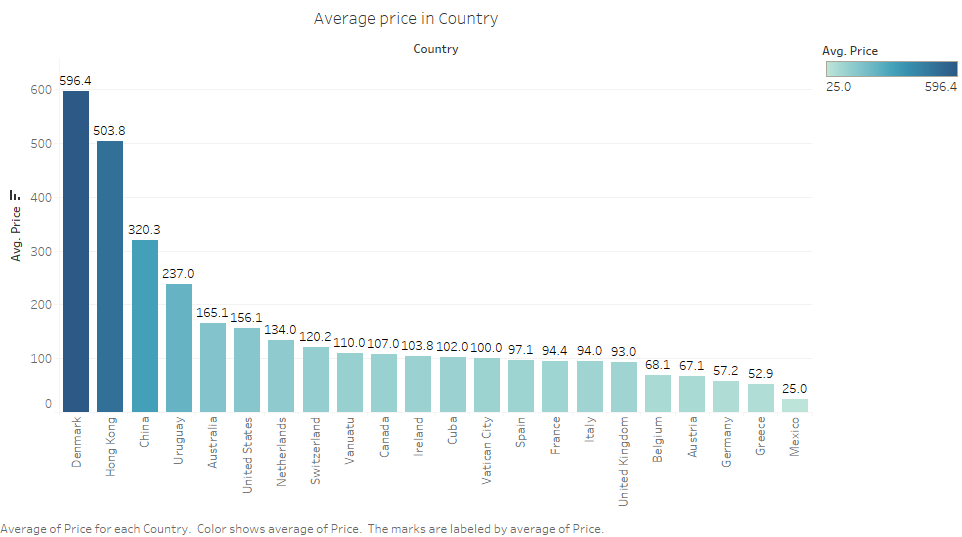 Average price in Country
Country
Avg. Price
25.0 596.4
Avg. Price
600
500
400
300
200
100
0
596.4
503.8
320.3
237.0
165.1
156.1
134.0
120.2
110.0
107.0
103.8
102.0
100.0
97.1
94.4
94.0
93.0
68.1
67.1
57.2
52.9
25.0
Denmark
Hong Kong
China
Uruguay
Australia
United States
Netherlands
Switzerland
Vanuatu
Canada
Ireland
Cuba
Vatican City
Spain
France
Italy
United Kingdom
Belgium
Austria
Germany
Greece
Mexico
Average of Price for each Country. Color shows average of Price. The marks are labeled by average of Price.